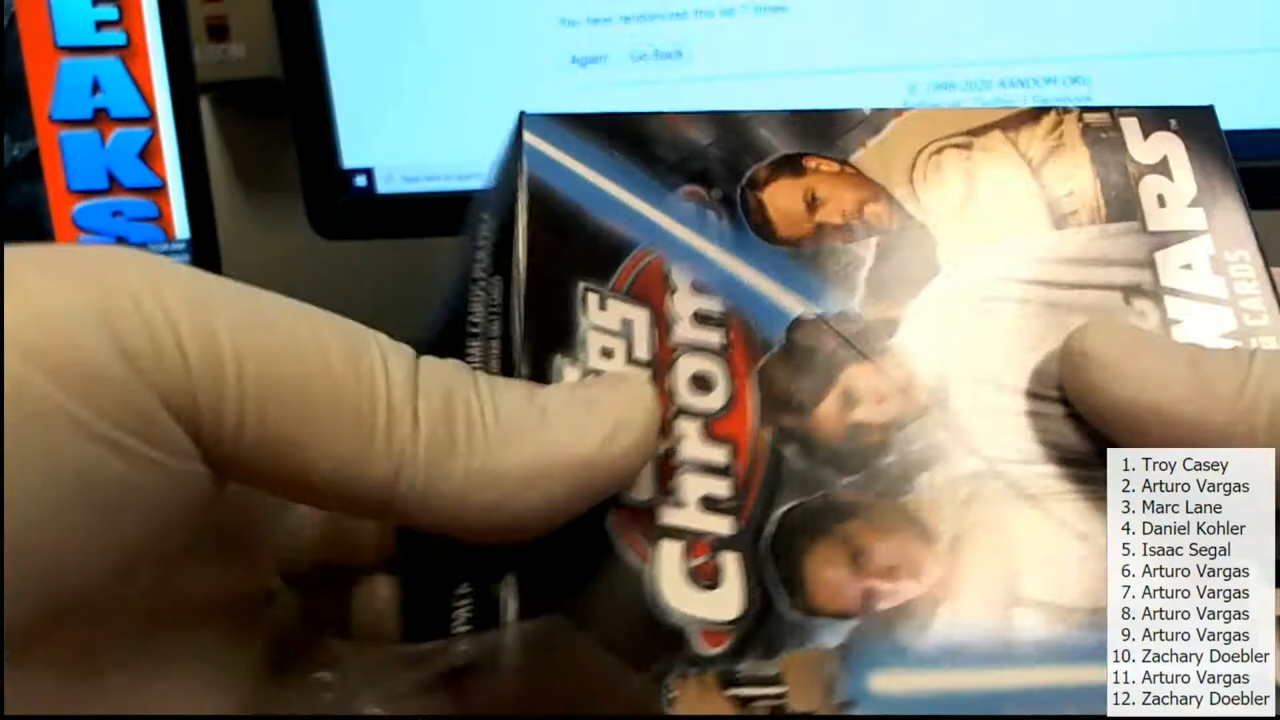 EAKS
You have randomized this list times
Again! Go Back
© 1998-2020 RANDOM.ORG
Chrom
WARS
CARDS
1. Troy Casey
2. Arturo Vargas
3. Marc Lane
4. Daniel Kohler
5. Isaac Segal
6. Arturo Vargas
7. Arturo Vargas
8. Arturo Vargas
9. Arturo Vargas
10. Zachary Doebler
11. Arturo Vargas
12. Zachary Doebler